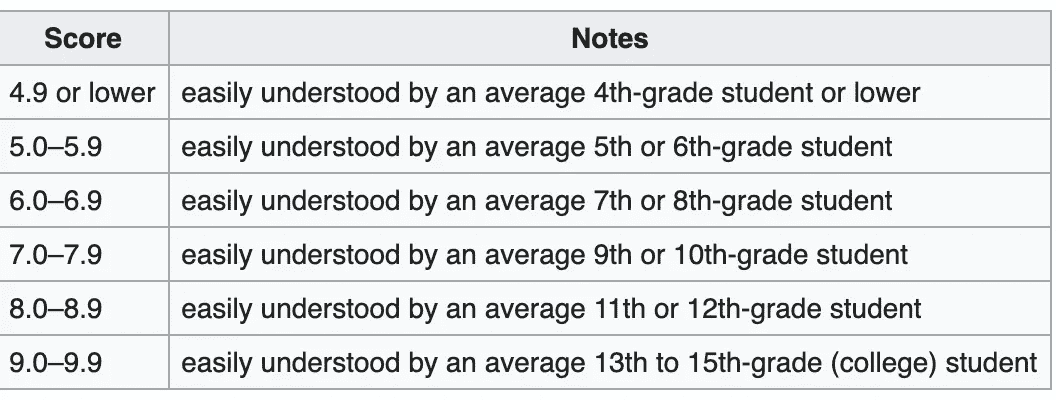 Score Notes
4.9 or lower easily understood by an average 4th-grade student or lower
5.0–5.9 easily understood by an average 5th or 6th-grade student
6.0–6.9 easily understood by an average 7th or 8th-grade student
7.0–7.9 easily understood by an average 9th or 10th-grade student
8.0–8.9 easily understood by an average 11th or 12th-grade student
9.0–9.9 easily understood by an average 13th to 15th-grade (college) student